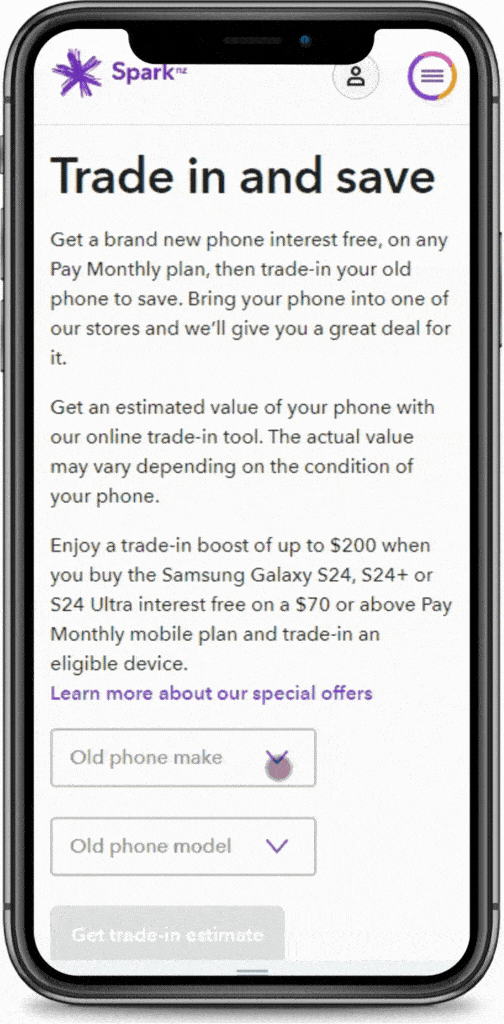 Spark nz
Trade in and save
Get a brand new phone interest free, on any
Pay Monthly plan, then trade-in your old
phone to save. Bring your phone into one of
our stores and we’ll give you a great deal for
it.
Get an estimated value of your phone with
our online trade-in tool. The actual value
may vary depending on the condition of
your phone.
Enjoy a trade-in boost of up to $200 when
you buy the Samsung Galaxy S24, S24+ or
S24 Ultra interest free on a $70 or above Pay
Monthly mobile plan and trade-in an
eligible device.
Learn more about our special offers
Old phone make
Old phone model
Get trade-in estimate